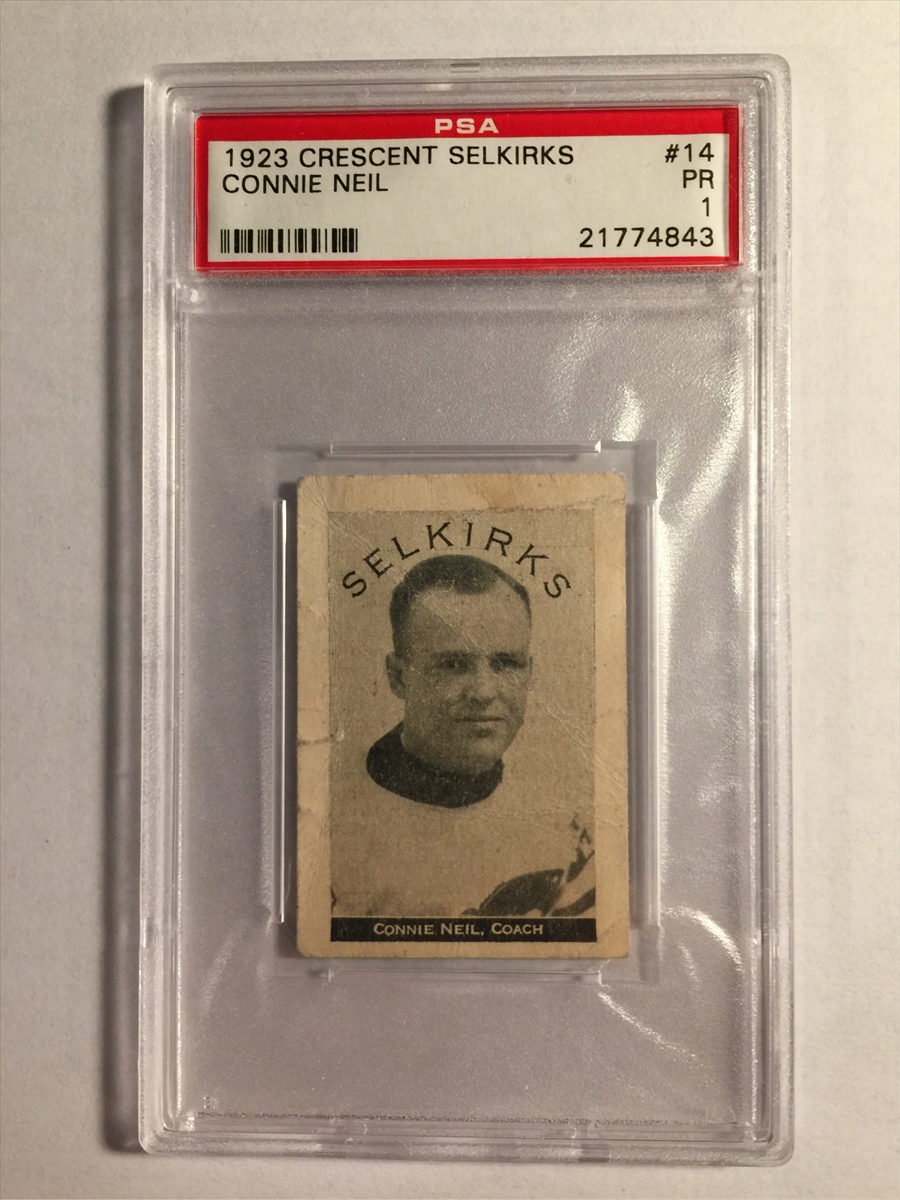 PSA
1923 CRESCENT SELKIRKS #14
CONNIE NEIL PR
1
21774843
SELKIRKS
CONNIE NEIL, COACH